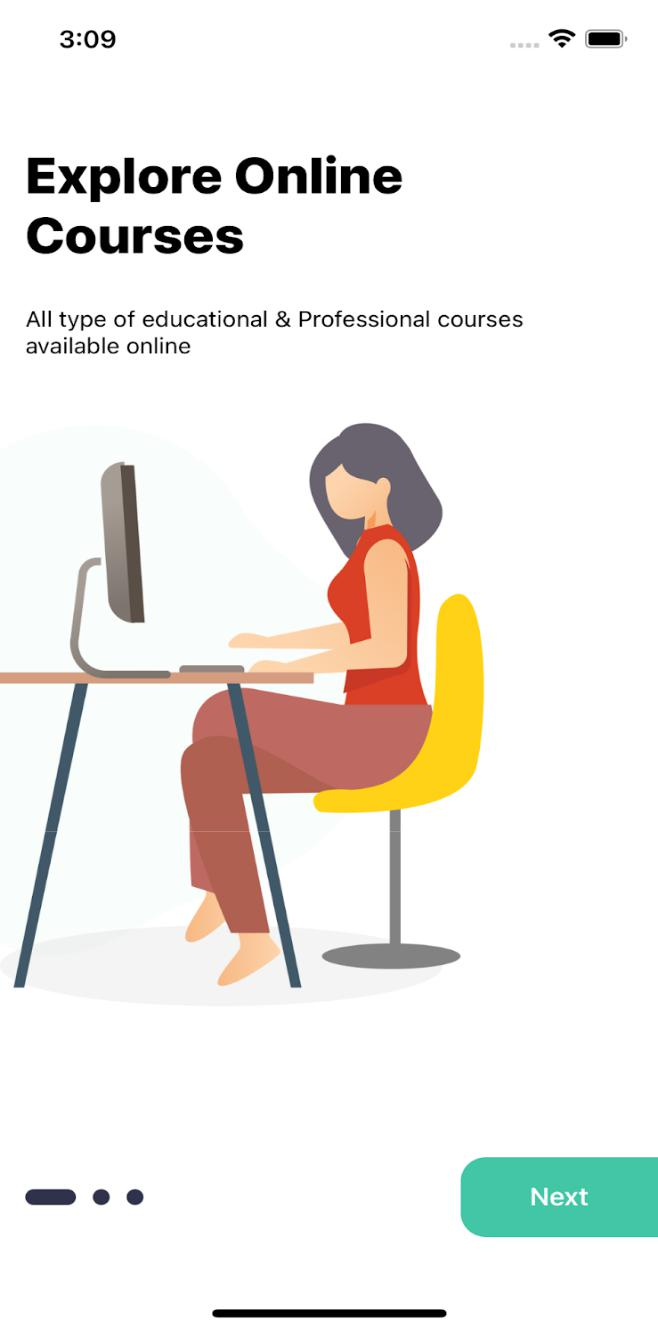 3:09
Explore Online
Courses
All type of educational & Professional courses
available online
Next